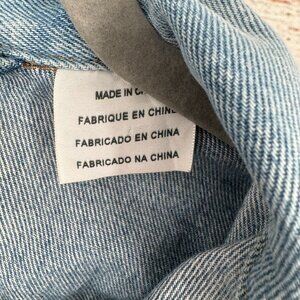 MADE IN
FABRIQUE EN CHINE
FABRICADO EN CHINA
FABRICADO NA CHINA